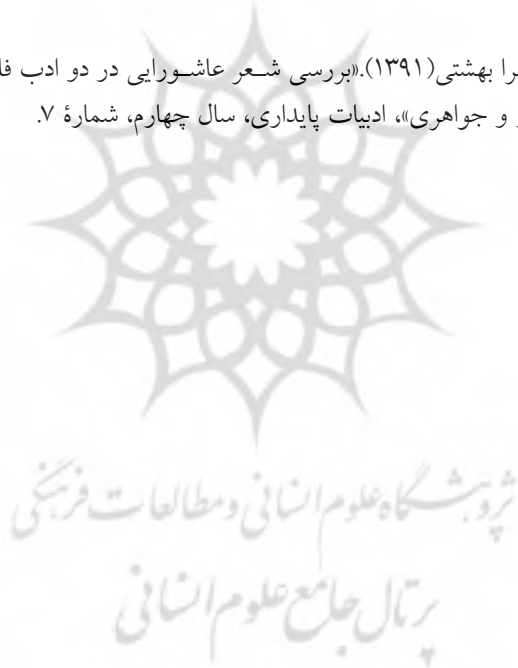 را بهشتی(۱۳۹۱).«بررسی شعر عاشورایی در دو ادب فا
و جواهری»، ادبیات پایداری، سال چهارم، شمارهٔ ۷.
پژوهشگاه علوم انسانی و مطالعات فرهنگی
پرتال جامع علوم انسانی